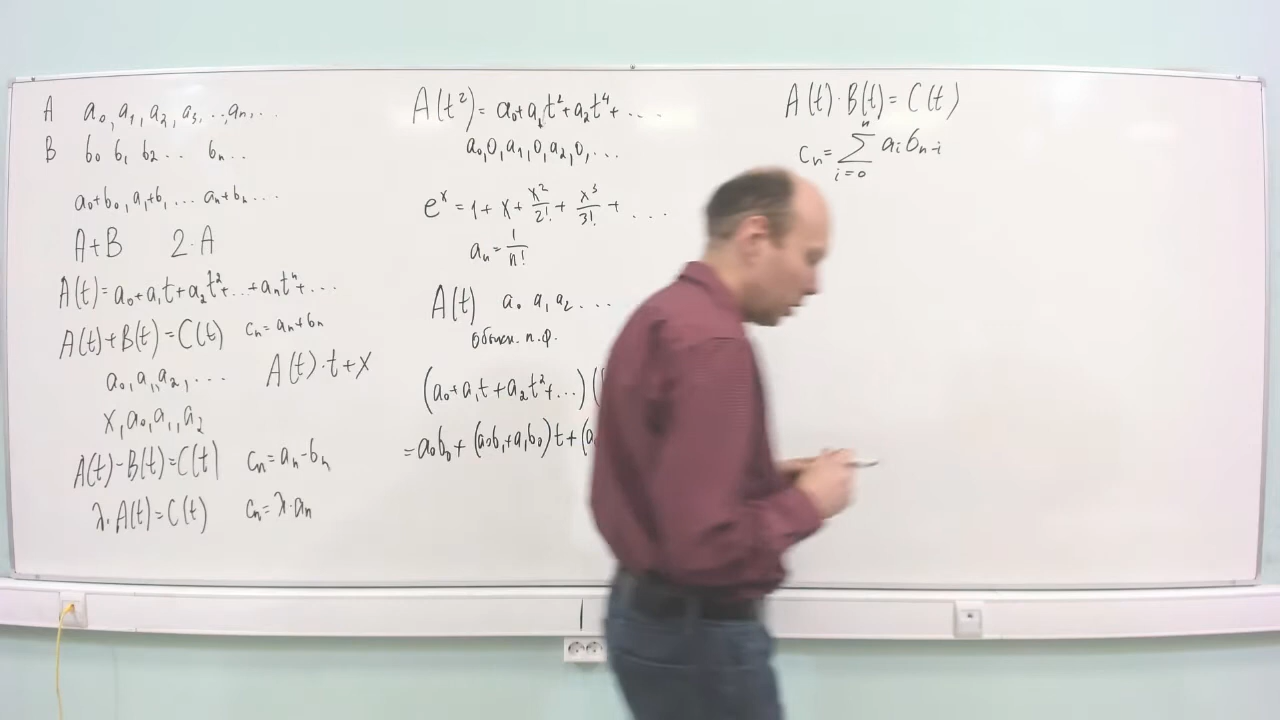 A a₀, a₁, a₂, a₃, ..., aₙ, ...
B b₀ b₁ b₂ ... bₙ ..
a₀+b₀, a₁+b₁, ... aₙ+bₙ ...
A+B 2·A
A(t)=a₀+a₁t+a₂t²+...+aₙtⁿ+...
A(t)+B(t)=C(t) cₙ=aₙ+bₙ
a₀, a₁, a₂, ... A(t)·t+x
x, a₀, a₁, a₂
A(t)-B(t)=C(t) cₙ=aₙ-bₙ
λ·A(t)=C(t) cₙ=λ·aₙ
A(t²)=a₀+a₁t²+a₂t⁴+...
a₀,0,a₁,0,a₂,0,...
eˣ=1+x+x²/2!+x³/3!+...
aₙ=1/n!
A(t) a₀ a₁ a₂ ...
Обыкн. п.ф.
(a₀+a₁t+a₂t²+...)(
=a₀b₀+(a₀b₁+a₁b₀)t+(a
A(t)·B(t)=C(t)
cₙ=∑ⁿᵢ₌₀ aᵢbₙ₋ᵢ